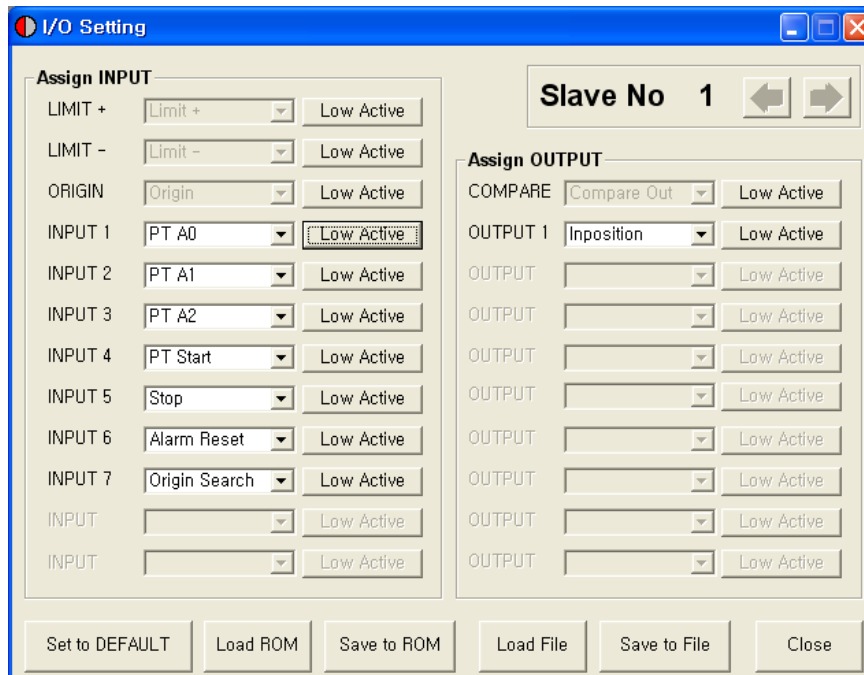 I/O Setting
Assign INPUT
LIMIT + Limit + Low Active
LIMIT - Limit - Low Active
ORIGIN Origin Low Active
INPUT 1 PT A0 Low Active
INPUT 2 PT A1 Low Active
INPUT 3 PT A2 Low Active
INPUT 4 PT Start Low Active
INPUT 5 Stop Low Active
INPUT 6 Alarm Reset Low Active
INPUT 7 Origin Search Low Active
INPUT Low Active
INPUT Low Active
Slave No 1
Assign OUTPUT
COMPARE Compare Out Low Active
OUTPUT 1 Inposition Low Active
OUTPUT Low Active
OUTPUT Low Active
OUTPUT Low Active
OUTPUT Low Active
OUTPUT Low Active
OUTPUT Low Active
OUTPUT Low Active
OUTPUT Low Active
Set to DEFAULT Load ROM Save to ROM Load File Save to File Close